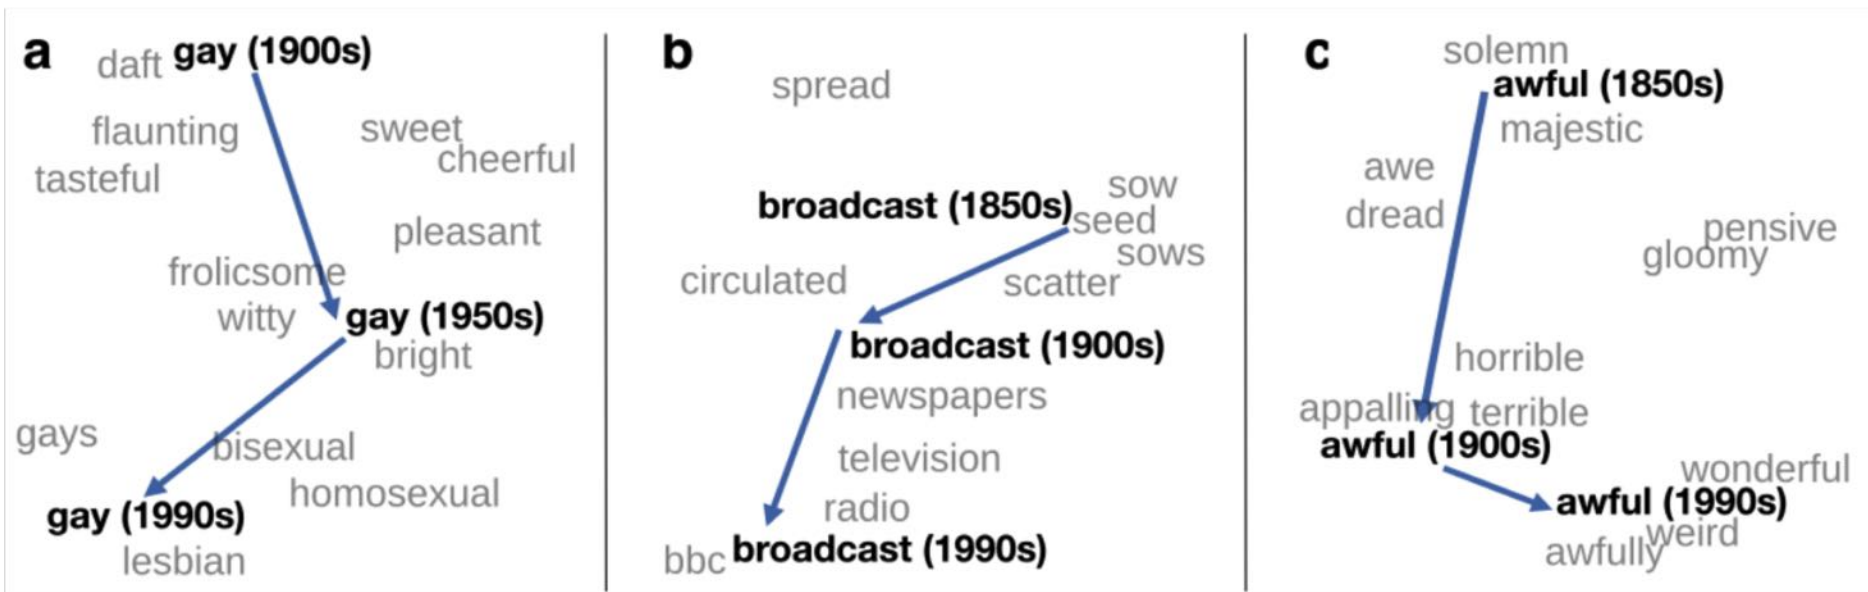 a
daft gay (1900s)
flaunting
sweet
cheerful
tasteful
pleasant
frolicsome
witty
gay (1950s)
bright
gays
bisexual
homosexual
gay (1990s)
lesbian
b
spread
broadcast (1850s)
sow
seed
sows
circulated
scatter
broadcast (1900s)
newspapers
television
radio
bbc broadcast (1990s)
c
solemn
awful (1850s)
majestic
awe
dread
pensive
gloomy
horrible
appalling terrible
awful (1900s)
wonderful
awful (1990s)
weird
awfully